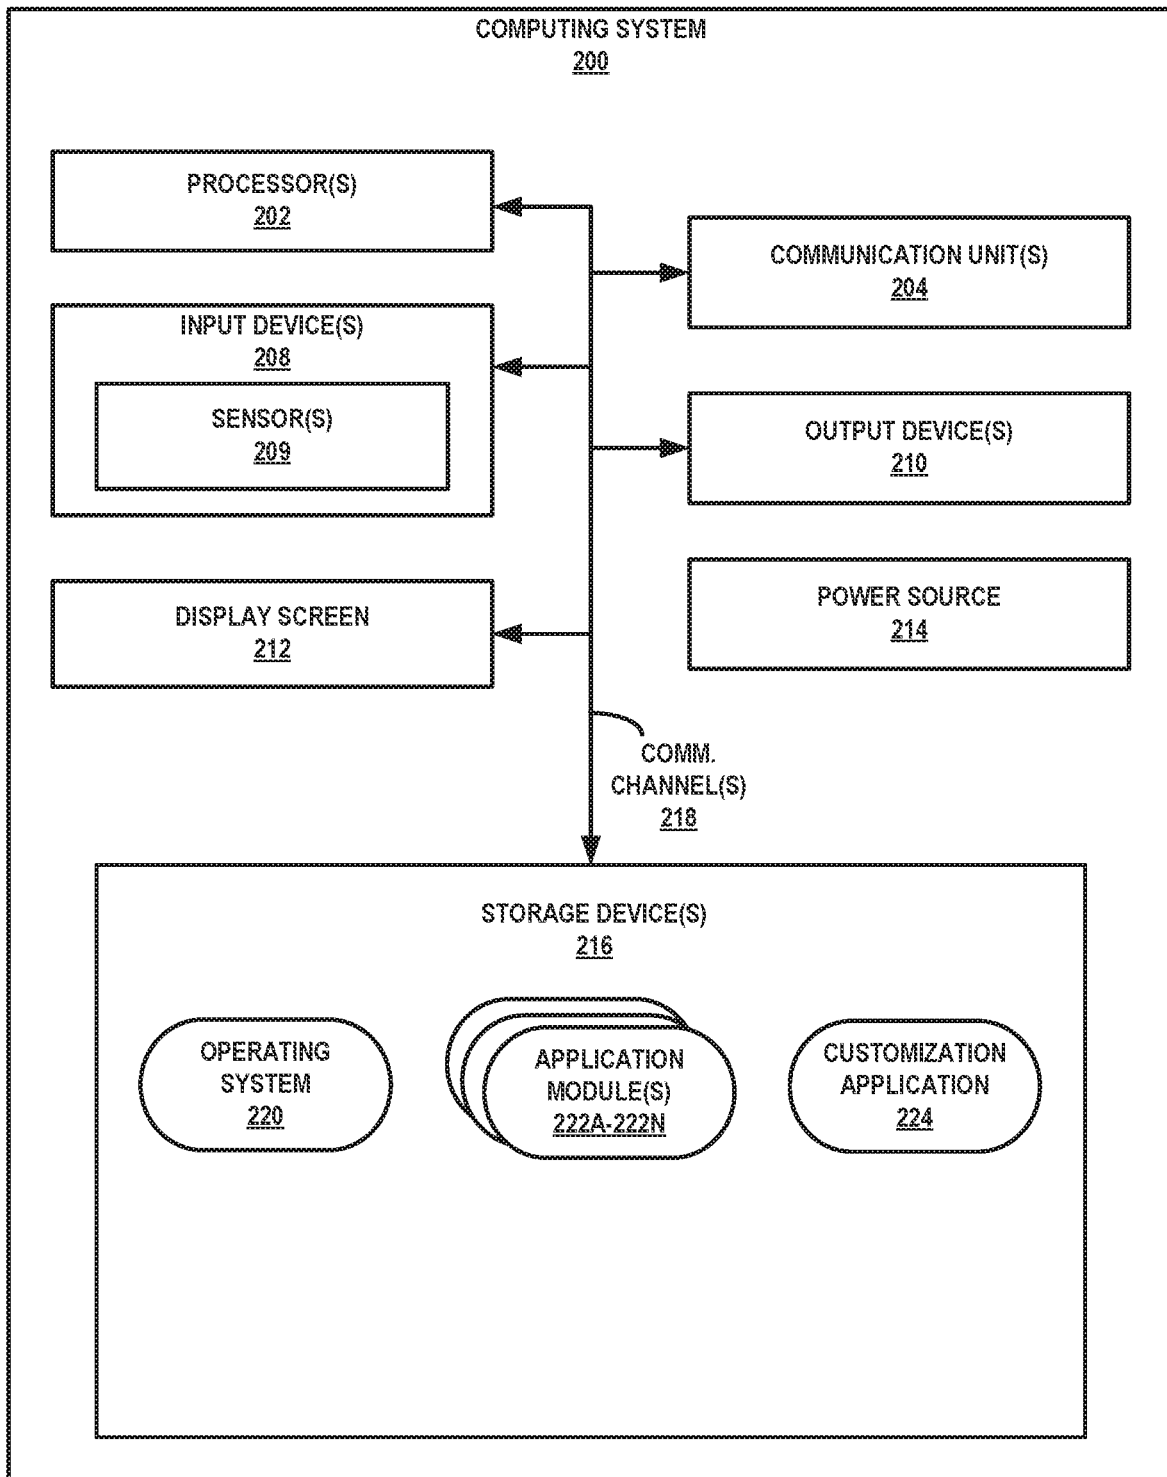 COMPUTING SYSTEM
200
PROCESSOR(S)
202
COMMUNICATION UNIT(S)
204
INPUT DEVICE(S)
208
SENSOR(S)
209
OUTPUT DEVICE(S)
210
DISPLAY SCREEN
212
POWER SOURCE
214
COMM.
CHANNEL(S)
218
STORAGE DEVICE(S)
216
OPERATING
SYSTEM
220
APPLICATION
MODULE(S)
222A-222N
CUSTOMIZATION
APPLICATION
224